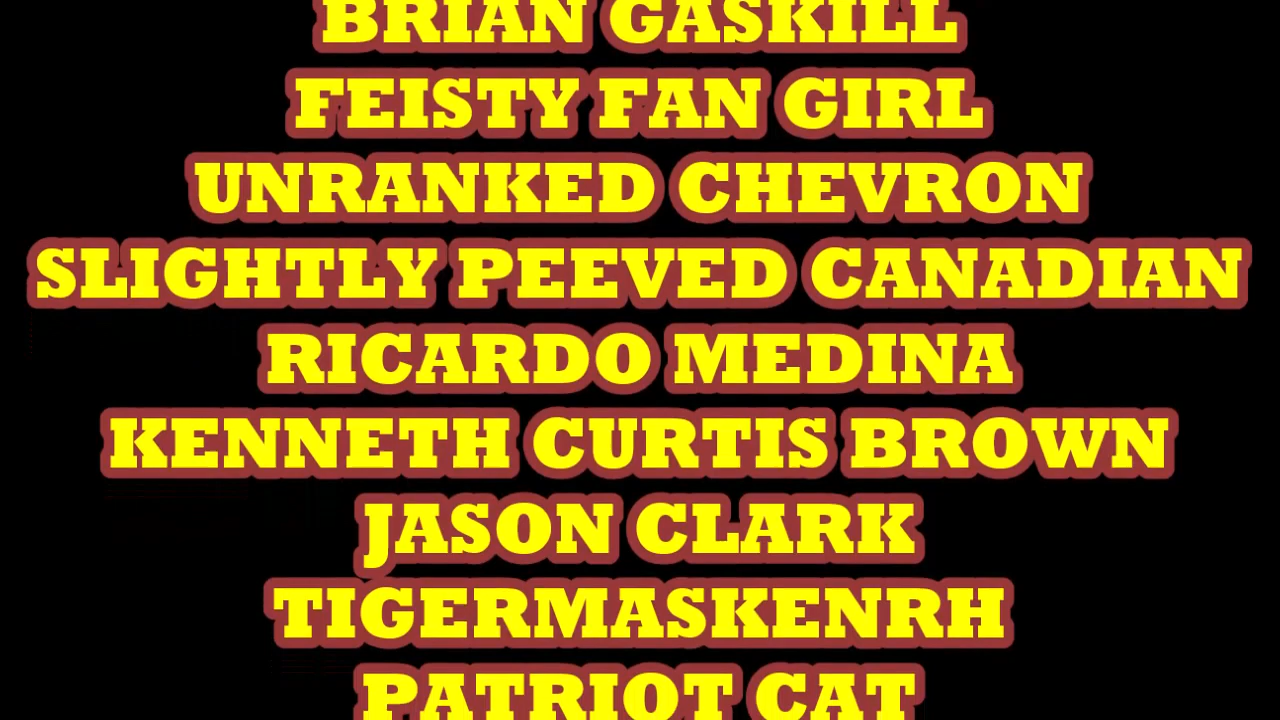 BRIAN GASKILL
FEISTY FAN GIRL
UNRANKED CHEVRON
SLIGHTLY PEEVED CANADIAN
RICARDO MEDINA
KENNETH CURTIS BROWN
JASON CLARK
TIGERMASKENRH
PATRIOT CAT